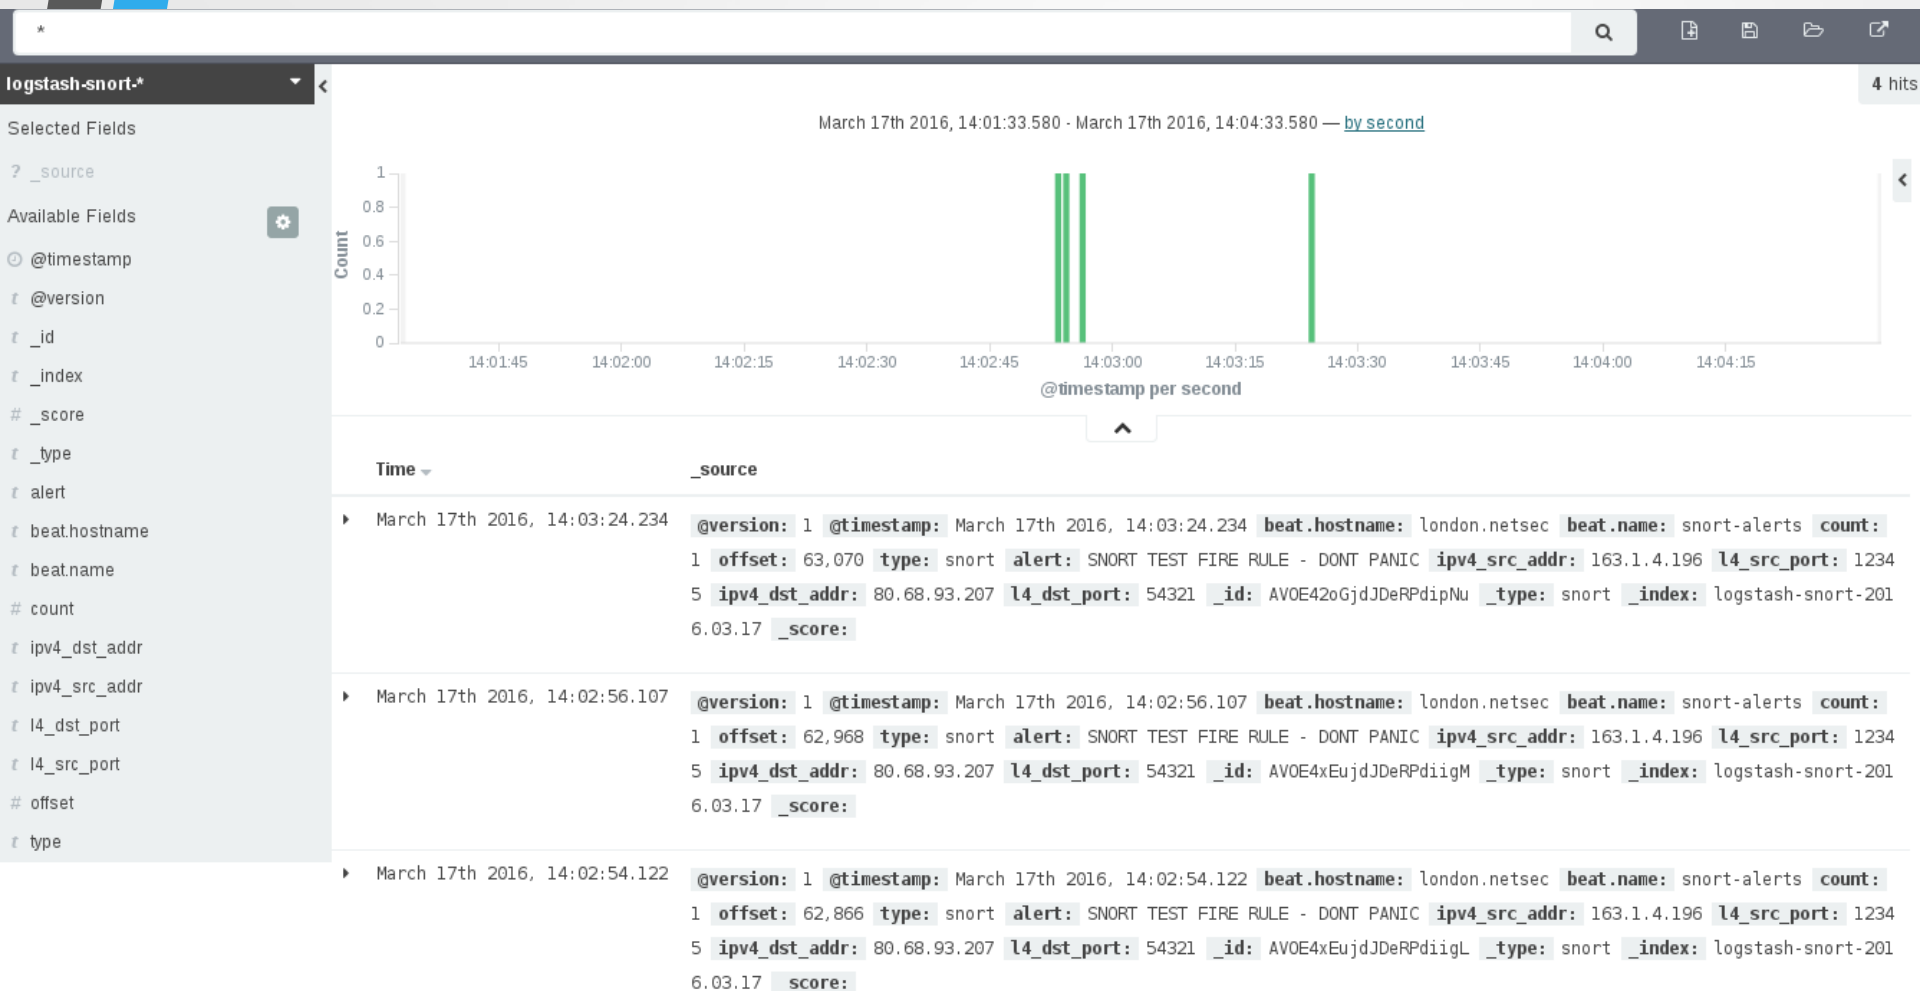 *
logstash-snort-*
4 hits
Selected Fields
? _source
Available Fields
@timestamp
t @version
t _id
t _index
# _score
t _type
t alert
t beat.hostname
t beat.name
# count
t ipv4_dst_addr
t ipv4_src_addr
t l4_dst_port
t l4_src_port
# offset
t type
March 17th 2016, 14:01:33.580 - March 17th 2016, 14:04:33.580 — by second
Count
1
0.8
0.6
0.4
0.2
0
14:01:45 14:02:00 14:02:15 14:02:30 14:02:45 14:03:00 14:03:15 14:03:30 14:03:45 14:04:00 14:04:15
@timestamp per second
Time _source
March 17th 2016, 14:03:24.234 @version: 1 @timestamp: March 17th 2016, 14:03:24.234 beat.hostname: london.netsec beat.name: snort-alerts count:
1 offset: 63,070 type: snort alert: SNORT TEST FIRE RULE - DONT PANIC ipv4_src_addr: 163.1.4.196 l4_src_port: 1234
5 ipv4_dst_addr: 80.68.93.207 l4_dst_port: 54321 _id: AVOE42oGjdJDeRPdipNu _type: snort _index: logstash-snort-201
6.03.17 _score:
March 17th 2016, 14:02:56.107 @version: 1 @timestamp: March 17th 2016, 14:02:56.107 beat.hostname: london.netsec beat.name: snort-alerts count:
1 offset: 62,968 type: snort alert: SNORT TEST FIRE RULE - DONT PANIC ipv4_src_addr: 163.1.4.196 l4_src_port: 1234
5 ipv4_dst_addr: 80.68.93.207 l4_dst_port: 54321 _id: AVOE4xEujdJDeRPdiigM _type: snort _index: logstash-snort-201
6.03.17 _score:
March 17th 2016, 14:02:54.122 @version: 1 @timestamp: March 17th 2016, 14:02:54.122 beat.hostname: london.netsec beat.name: snort-alerts count:
1 offset: 62,866 type: snort alert: SNORT TEST FIRE RULE - DONT PANIC ipv4_src_addr: 163.1.4.196 l4_src_port: 1234
5 ipv4_dst_addr: 80.68.93.207 l4_dst_port: 54321 _id: AVOE4xEujdJDeRPdiigL _type: snort _index: logstash-snort-201
6.03.17 _score: